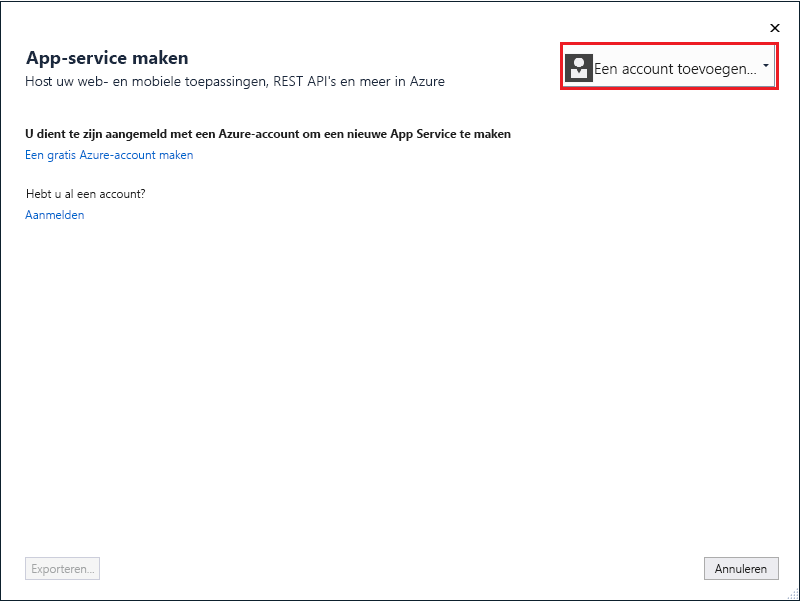 App-service maken
Host uw web- en mobiele toepassingen, REST API's en meer in Azure
Een account toevoegen...
U dient te zijn aangemeld met een Azure-account om een nieuwe App Service te maken
Een gratis Azure-account maken
Hebt u al een account?
Aanmelden
Exporteren...
Annuleren